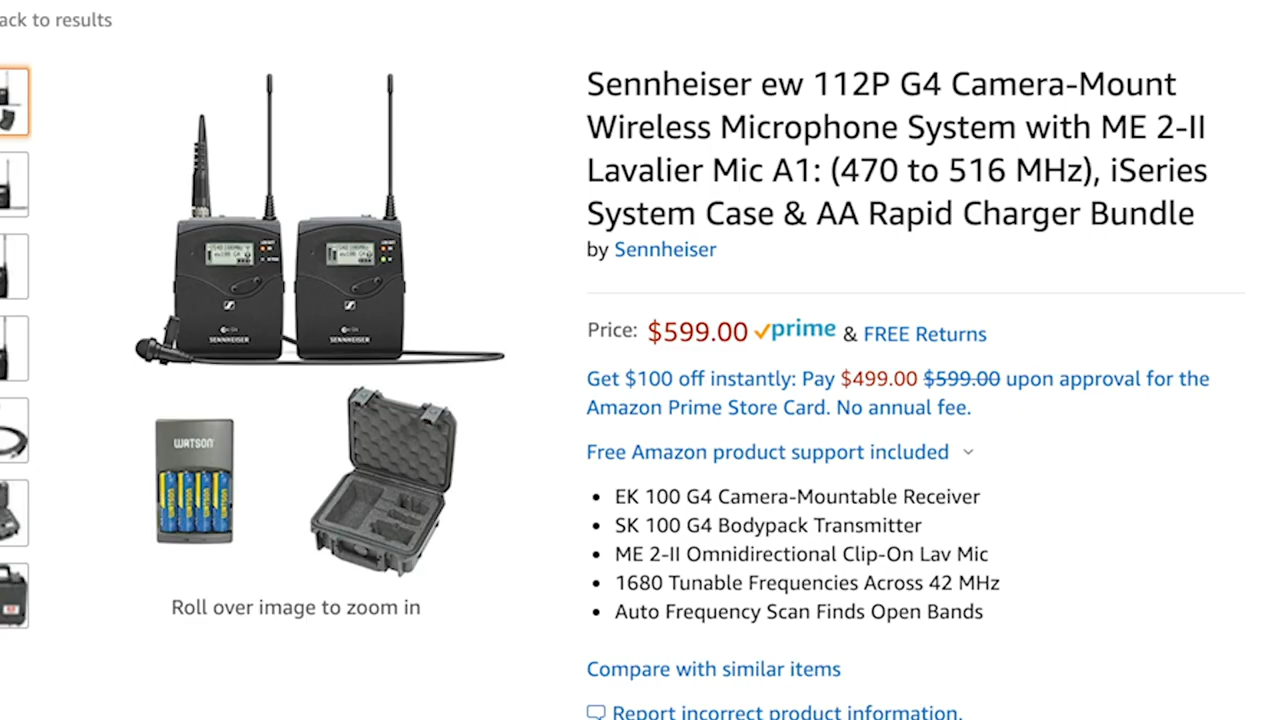 ack to results
Sennheiser ew 112P G4 Camera-Mount
Wireless Microphone System with ME 2-II
Lavalier Mic A1: (470 to 516 MHz), iSeries
System Case & AA Rapid Charger Bundle
by Sennheiser
Price: $599.00 prime & FREE Returns
Get $100 off instantly: Pay $499.00 $599.00 upon approval for the
Amazon Prime Store Card. No annual fee.
Free Amazon product support included
• EK 100 G4 Camera-Mountable Receiver
• SK 100 G4 Bodypack Transmitter
• ME 2-II Omnidirectional Clip-On Lav Mic
• 1680 Tunable Frequencies Across 42 MHz
• Auto Frequency Scan Finds Open Bands
Compare with similar items
Report incorrect product information.
SENNHEISER
SENNHEISER
WATSON
Roll over image to zoom in